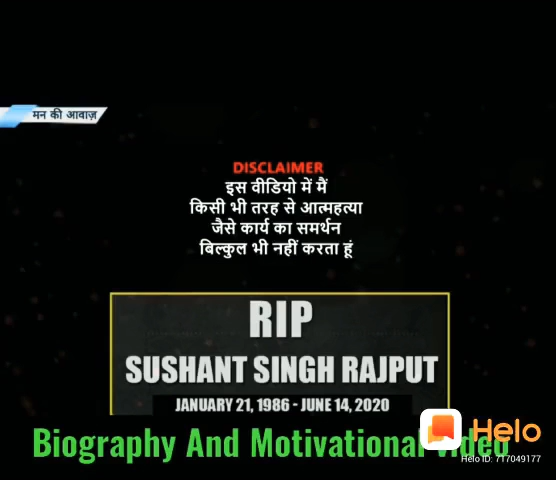 मन की आवाज़
DISCLAIMER
इस वीडियो में मैं
किसी भी तरह से आत्महत्या
जैसे कार्य का समर्थन
बिल्कुल भी नहीं करता हूं
RIP
SUSHANT SINGH RAJPUT
JANUARY 21, 1986 - JUNE 14, 2020
Biography And Motivational Video
Helo
Helo ID: 717049177